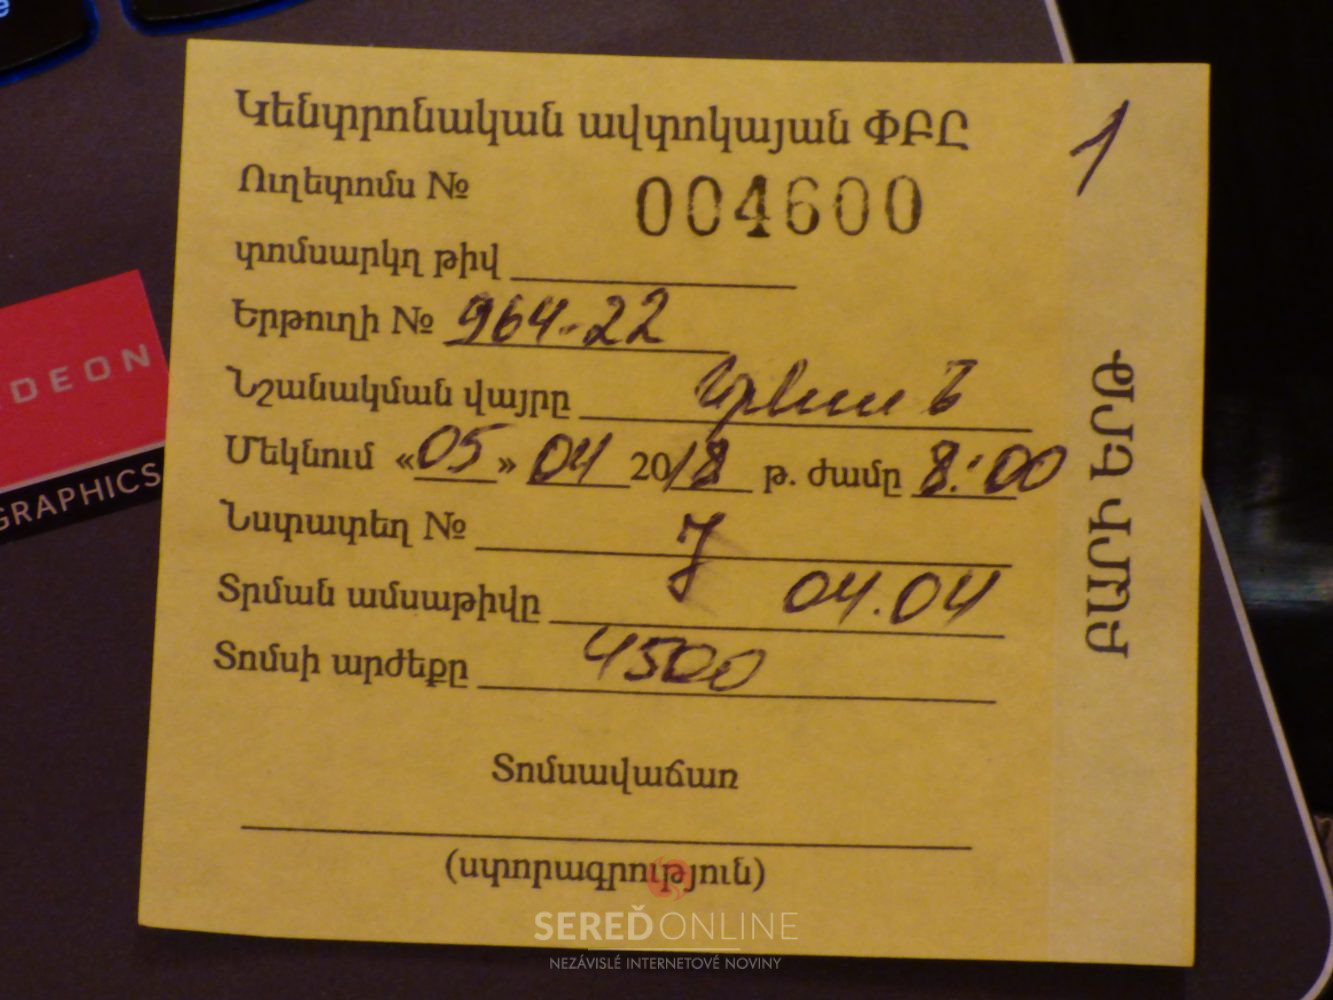 Կենտրոնական ավտոկայան ՓԲԸ
1
Ուղետոմս №
004600
տոմսարկղ թիվ
Երթուղի № 964-22
Նշանակման վայրը
Մեկնում «05» 04 2018 թ. ժամը 8:00
Նստատեղ № 7
Տրման ամսաթիվը 04.04
Տոմսի արժեքը 4500
Տոմսավաճառ
(ստորագրություն)
ԲԱՐԻ ԵՐԹ
DEON
GRAPHICS
SEREĎONLINE
NEZÁVISLÉ INTERNETOVÉ NOVINY